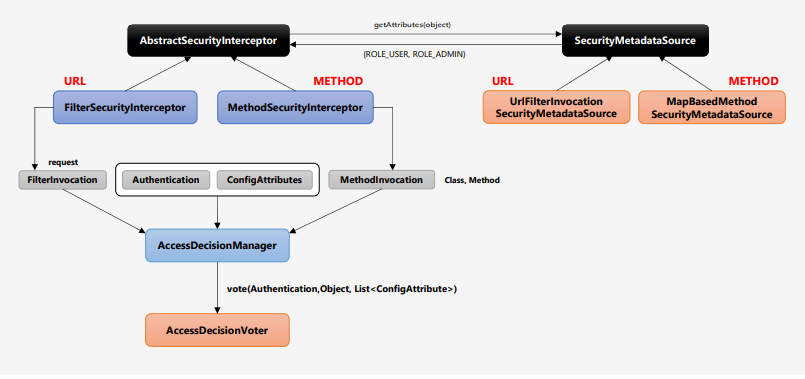 getAttributes(object)
AbstractSecurityInterceptor
SecurityMetadataSource
{ROLE_USER, ROLE_ADMIN}
URL
METHOD
URL
METHOD
FilterSecurityInterceptor
MethodSecurityInterceptor
UrlFilterInvocation
SecurityMetadataSource
MapBasedMethod
SecurityMetadataSource
request
FilterInvocation
Authentication
ConfigAttributes
MethodInvocation
Class, Method
AccessDecisionManager
vote(Authentication,Object, List<ConfigAttribute>)
AccessDecisionVoter